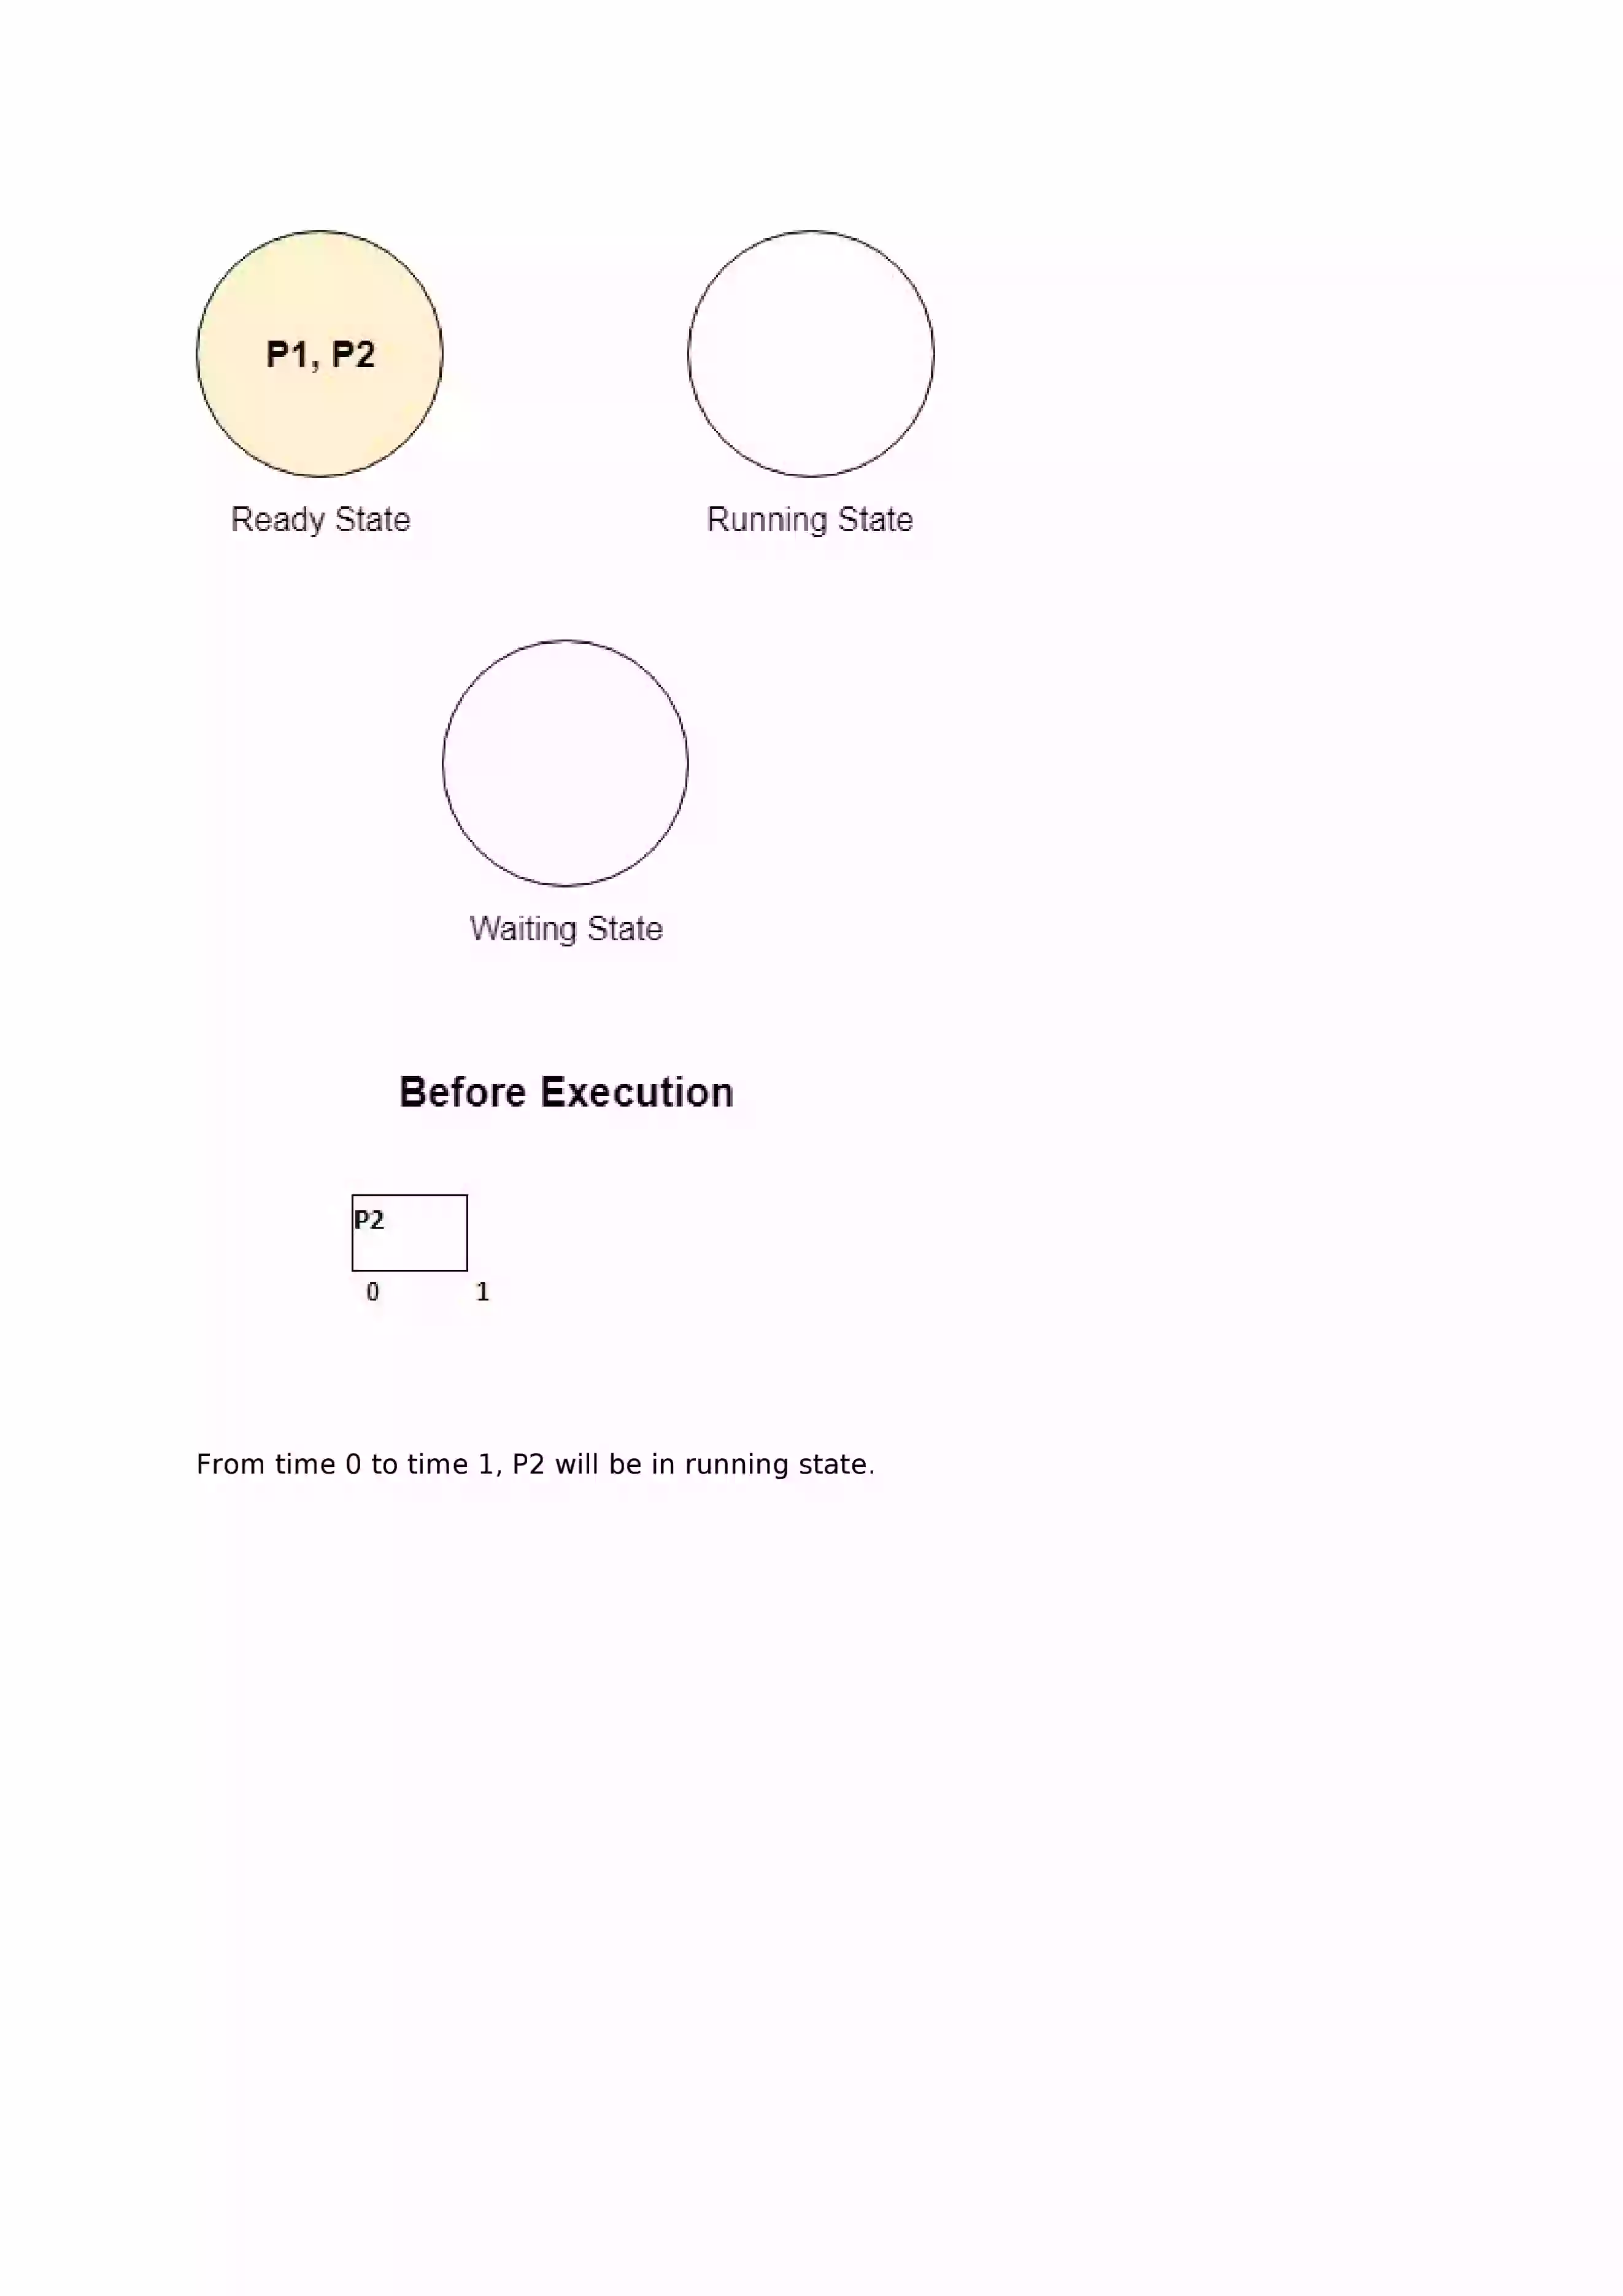 P1, P2
Ready State
Running State
Waiting State
Before Execution
P2
0 1
From time 0 to time 1, P2 will be in running state.